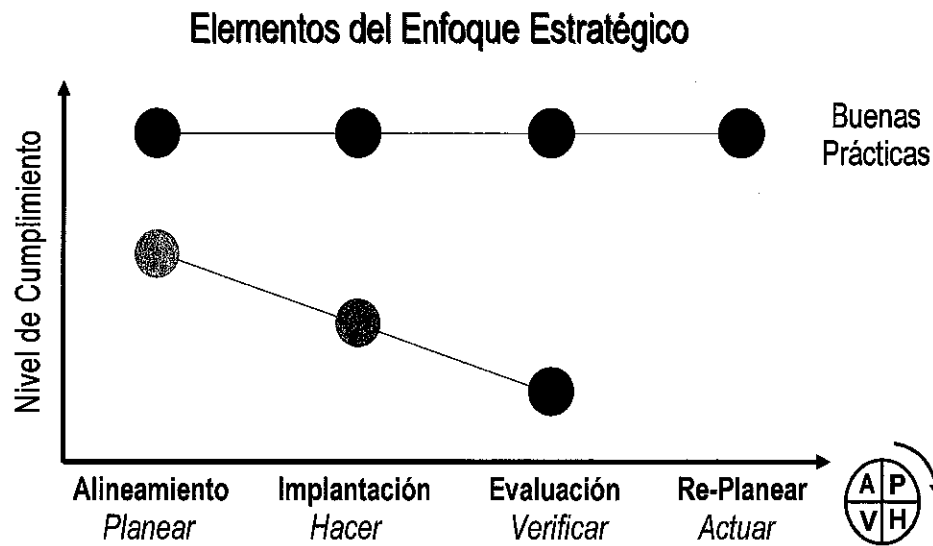 Elementos del Enfoque Estratégico
Buenas
Prácticas
Nivel de Cumplimiento
Alineamiento Implantación Evaluación Re-Planear
Planear Hacer Verificar Actuar
A P
V H